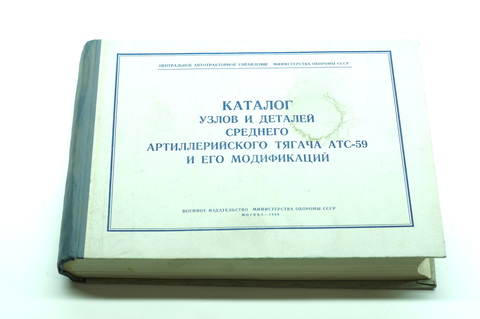 ЦЕНТРАЛЬНОЕ АВТОТРАКТОРНОЕ УПРАВЛЕНИЕ МИНИСТЕРСТВА ОБОРОНЫ СССР
КАТАЛОГ
УЗЛОВ И ДЕТАЛЕЙ
СРЕДНЕГО
АРТИЛЛЕРИЙСКОГО ТЯГАЧА АТС-59
И ЕГО МОДИФИКАЦИЙ
ВОЕННОЕ ИЗДАТЕЛЬСТВО МИНИСТЕРСТВА ОБОРОНЫ СССР
МОСКВА